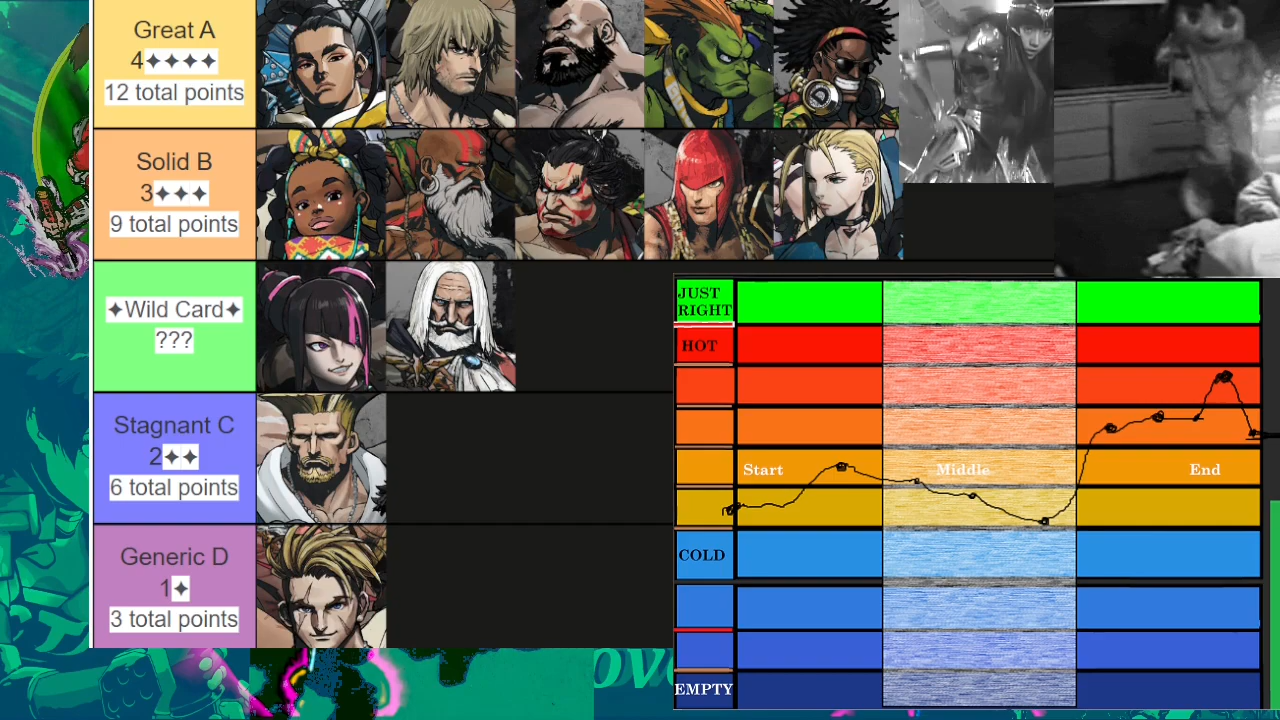 Great A
4✦✦✦✦
12 total points
Solid B
3✦✦✦
9 total points
✦Wild Card✦
???
Stagnant C
2✦✦
6 total points
Generic D
1✦
3 total points
JUST
RIGHT
HOT
Start
Middle
End
COLD
EMPTY
ove